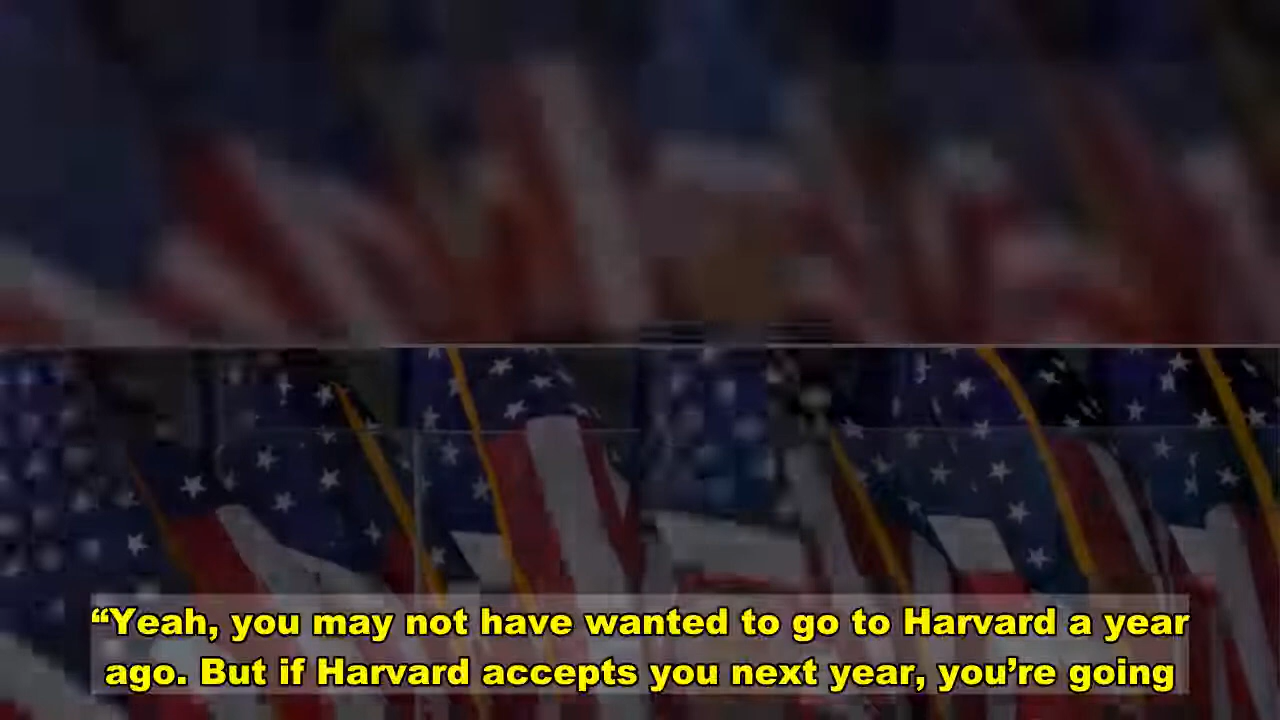 “Yeah, you may not have wanted to go to Harvard a year
ago. But if Harvard accepts you next year, you’re going